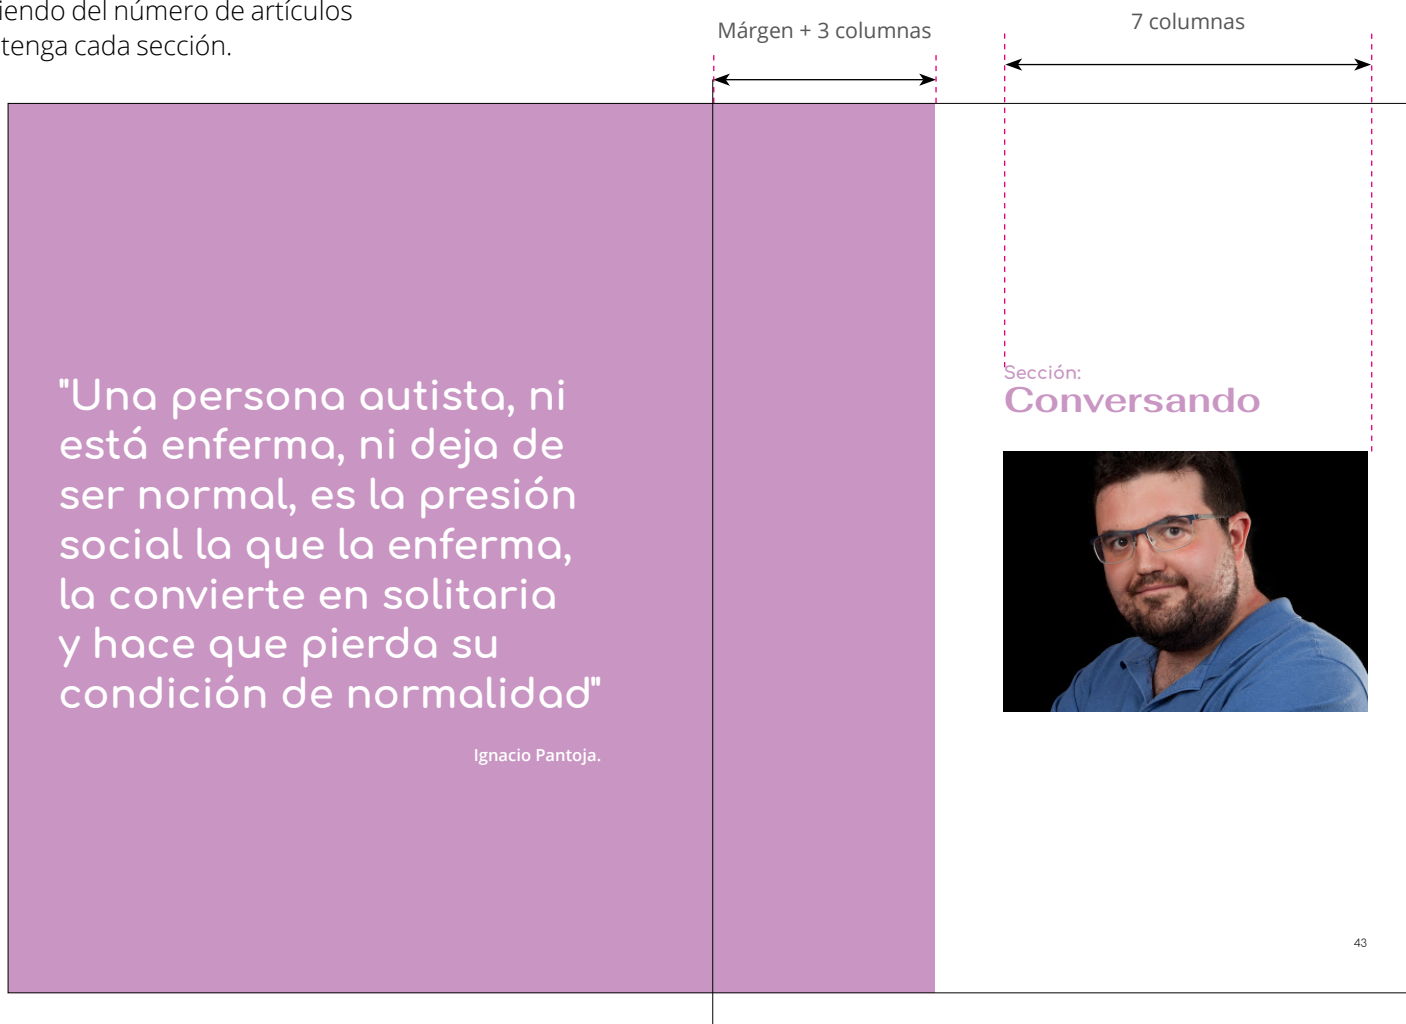 iendo del número de artículos
tenga cada sección.
Márgen + 3 columnas
7 columnas
"Una persona autista, ni
está enferma, ni deja de
ser normal, es la presión
social la que la enferma,
la convierte en solitaria
y hace que pierda su
condición de normalidad"
Ignacio Pantoja.
Sección:
Conversando
43